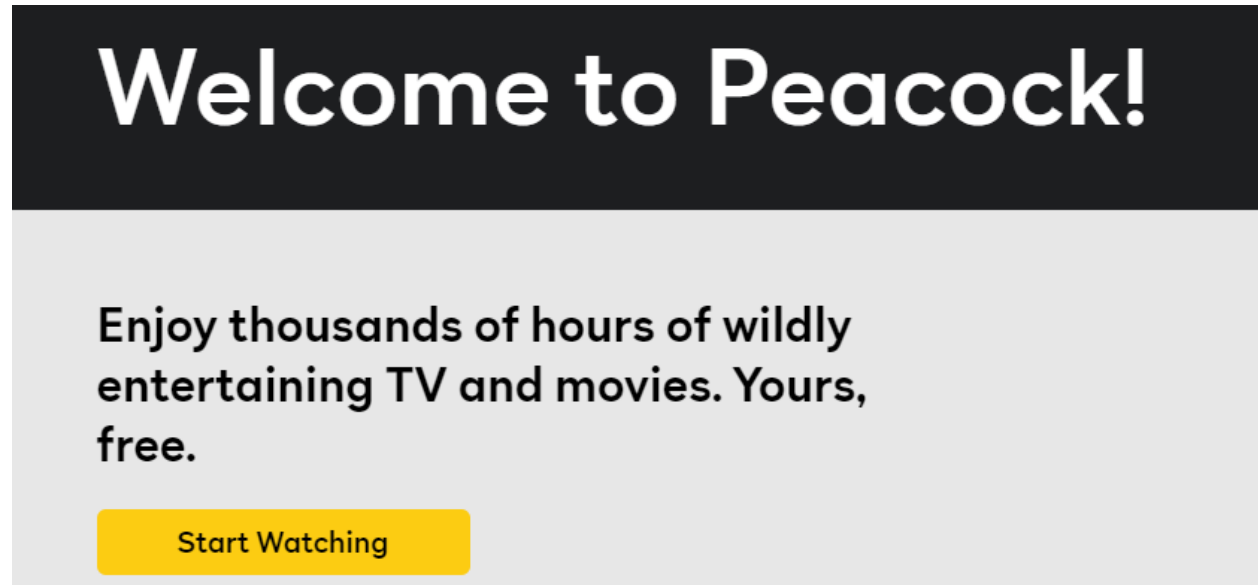 Welcome to Peacock!
Enjoy thousands of hours of wildly
entertaining TV and movies. Yours,
free.
Start Watching